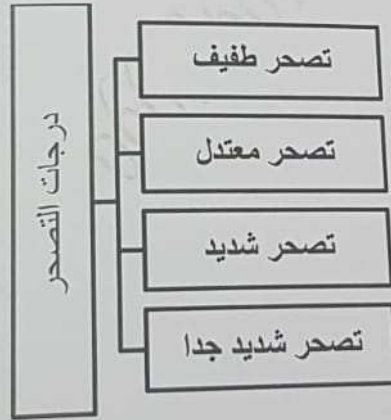 درجات التصحر
تصحر طفيف
تصحر معتدل
تصحر شديد
تصحر شديد جدا